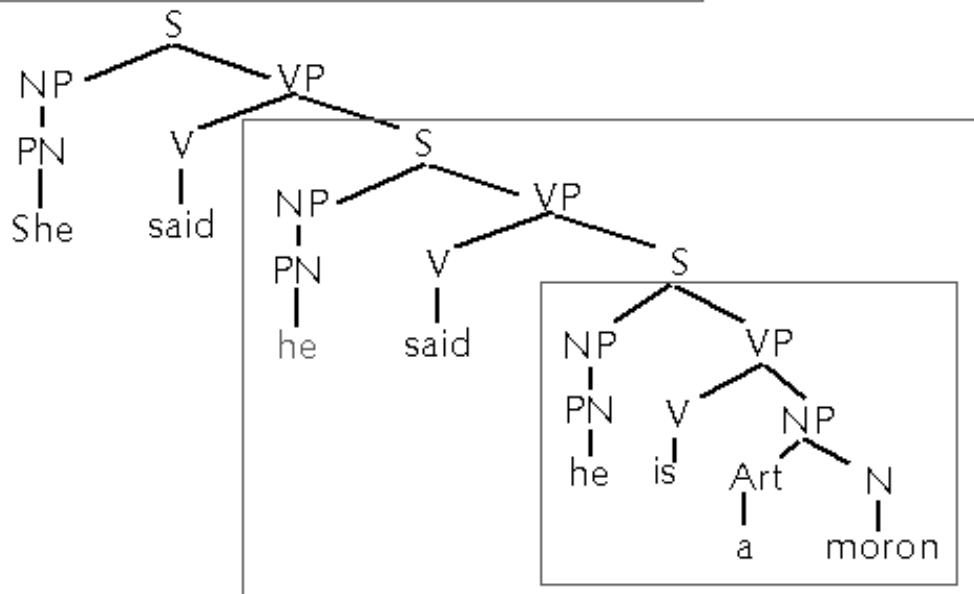 S
NP VP
PN V S
She said NP VP
PN V S
he said NP VP
PN V NP
he is Art N
a moron